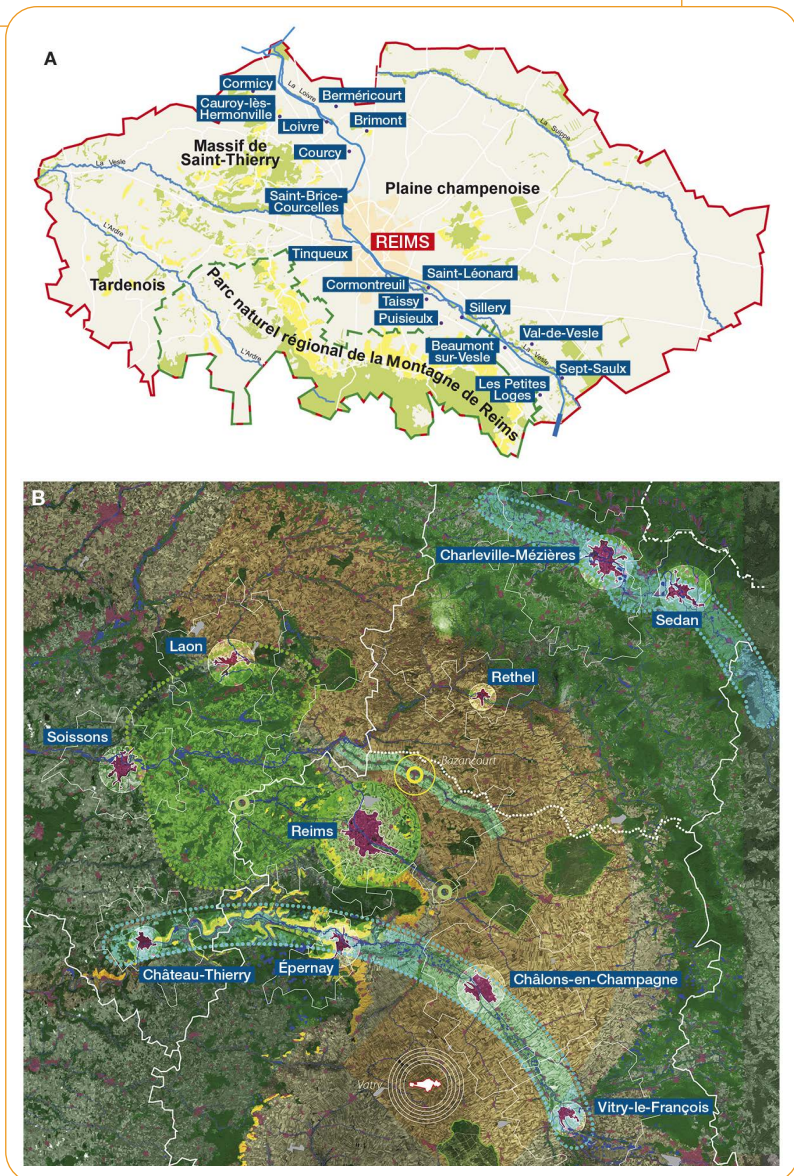 A
Cormicy
La Loivre
Berméricourt
Cauroy-lès-
Hermonville
Loivre
Brimont
La Suippe
Massif de
Saint-Thierry
Courcy
La Vesle
Saint-Brice-
Courcelles
Plaine champenoise
L'Ardre
REIMS
Tinqueux
Tardenois
Saint-Léonard
Cormontreuil
Taissy
Sillery
Puisieulx
Parc naturel régional de la Montagne de Reims
Val-de-Vesle
Beaumont
sur-Vesle
La Vesle
L'Ardre
Sept-Saulx
Les Petites
Loges
B
Charleville-Mézières
Sedan
Laon
Rethel
Soissons
Bazancourt
Reims
Épernay
Château-Thierry
Châlons-en-Champagne
Vatry
Vitry-le-François